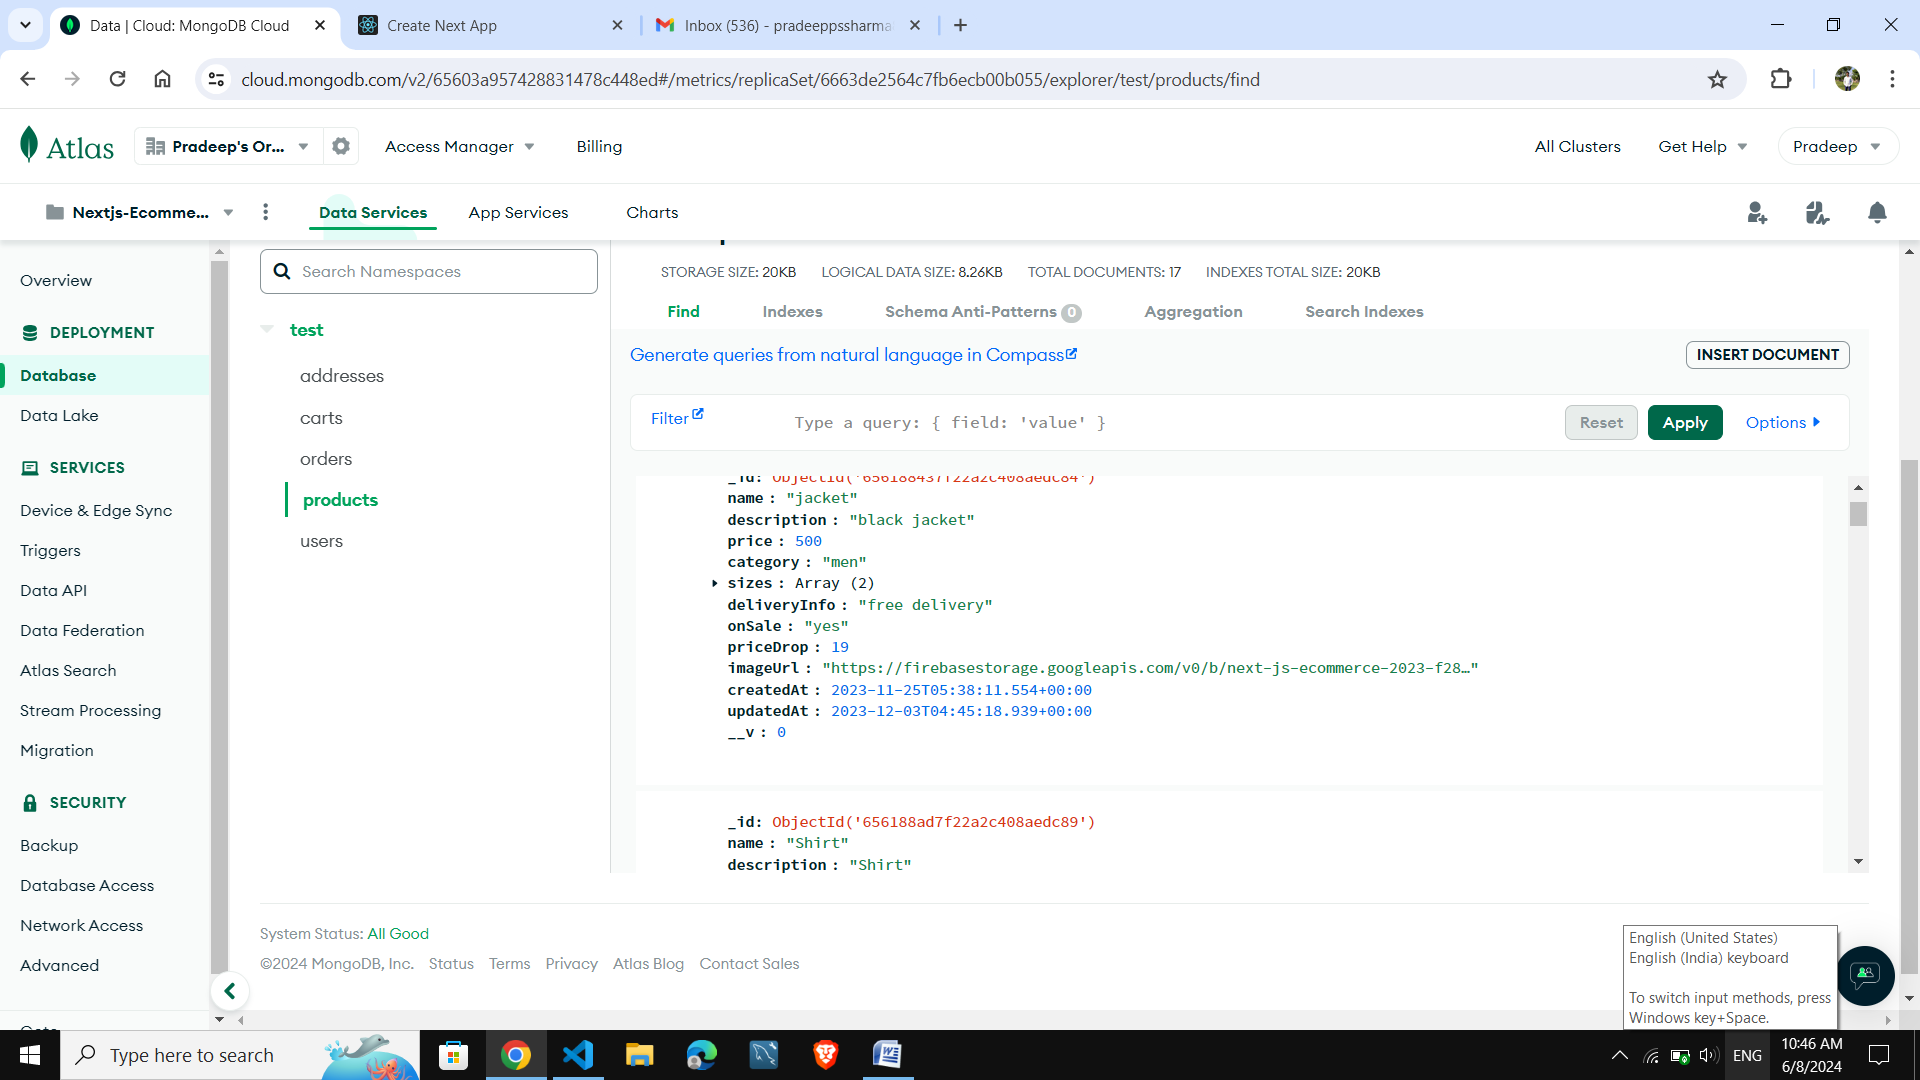 Data | Cloud: MongoDB Cloud
Create Next App
Inbox (536) - pradeeppssharma
cloud.mongodb.com/v2/65603a957428831478c448ed#/metrics/replicaSet/6663de2564c7fb6ecb00b055/explorer/test/products/find
Atlas
Pradeep's Or...
Access Manager
Billing
All Clusters
Get Help
Pradeep
Nextjs-Ecomme...
Data Services
App Services
Charts
Overview
DEPLOYMENT
Database
Data Lake
SERVICES
Device & Edge Sync
Triggers
Data API
Data Federation
Atlas Search
Stream Processing
Migration
SECURITY
Backup
Database Access
Network Access
Advanced
Search Namespaces
test
addresses
carts
orders
products
users
STORAGE SIZE: 20KB LOGICAL DATA SIZE: 8.26KB TOTAL DOCUMENTS: 17 INDEXES TOTAL SIZE: 20KB
Find Indexes Schema Anti-Patterns 0 Aggregation Search Indexes
Generate queries from natural language in Compass
INSERT DOCUMENT
Filter
Type a query: { field: 'value' }
Reset
Apply
Options
_id: ObjectId('656188437f22a2c408aedc84')
name : "jacket"
description : "black jacket"
price : 500
category : "men"
sizes : Array (2)
deliveryInfo : "free delivery"
onSale : "yes"
priceDrop : 19
imageUrl : "https://firebasestorage.googleapis.com/v0/b/next-js-ecommerce-2023-f28…"
createdAt : 2023-11-25T05:38:11.554+00:00
updatedAt : 2023-12-03T04:45:18.939+00:00
__v : 0
_id: ObjectId('656188ad7f22a2c408aedc89')
name : "Shirt"
description : "Shirt"
System Status: All Good
©2024 MongoDB, Inc. Status Terms Privacy Atlas Blog Contact Sales
English (United States)
English (India) keyboard
To switch input methods, press
Windows key+Space.
Type here to search
ENG
10:46 AM
6/8/2024